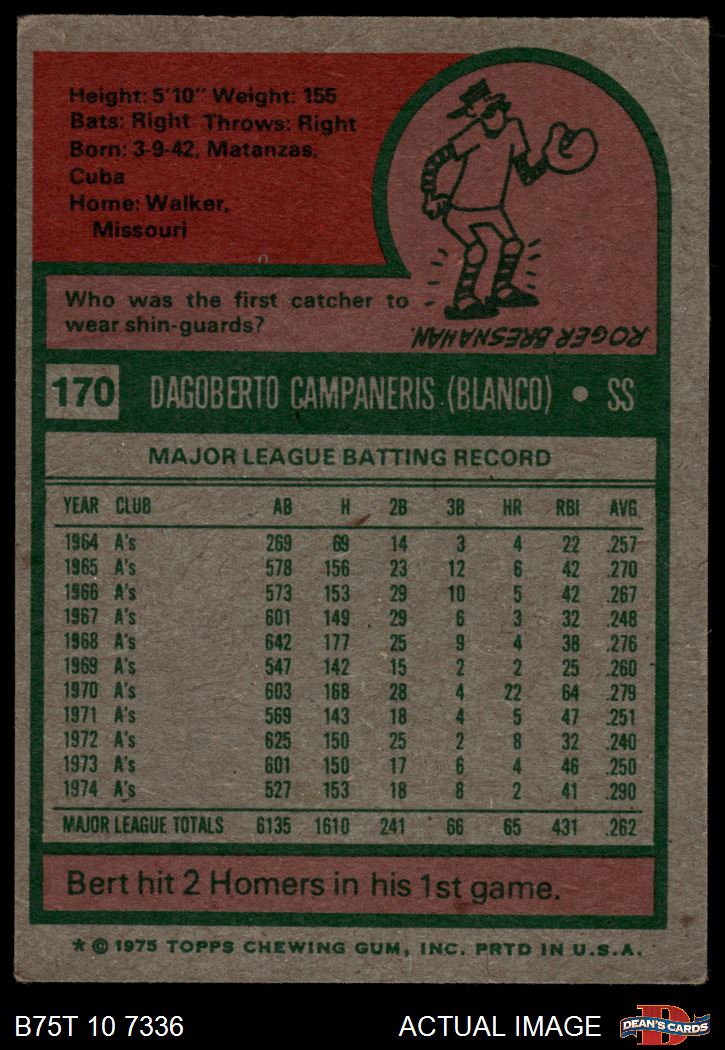 Height: 5'10" Weight: 155
Bats: Right Throws: Right
Born: 3-9-42, Matanzas,
Cuba
Home: Walker,
Missouri
Who was the first catcher to
wear shin-guards?
ROGER BRESNAHAN.
170 DAGOBERTO CAMPANERIS (BLANCO) • SS
MAJOR LEAGUE BATTING RECORD
YEAR CLUB AB H 2B 3B HR RBI AVG.
1964 A's 269 69 14 3 4 22 .257
1965 A's 578 156 23 12 6 42 .270
1966 A's 573 153 29 10 5 42 .267
1967 A's 601 149 29 6 3 32 .248
1968 A's 642 177 25 9 4 38 .276
1969 A's 547 142 15 2 2 25 .260
1970 A's 603 168 28 4 22 64 .279
1971 A's 569 143 18 4 5 47 .251
1972 A's 625 150 25 2 8 32 .240
1973 A's 601 150 17 6 4 46 .250
1974 A's 527 153 18 8 2 41 .290
MAJOR LEAGUE TOTALS 6135 1610 241 66 65 431 .262
Bert hit 2 Homers in his 1st game.
* © 1975 TOPPS CHEWING GUM, INC. PRTD IN U.S.A.
B75T 10 7336 ACTUAL IMAGE D DEAN'S CARDS